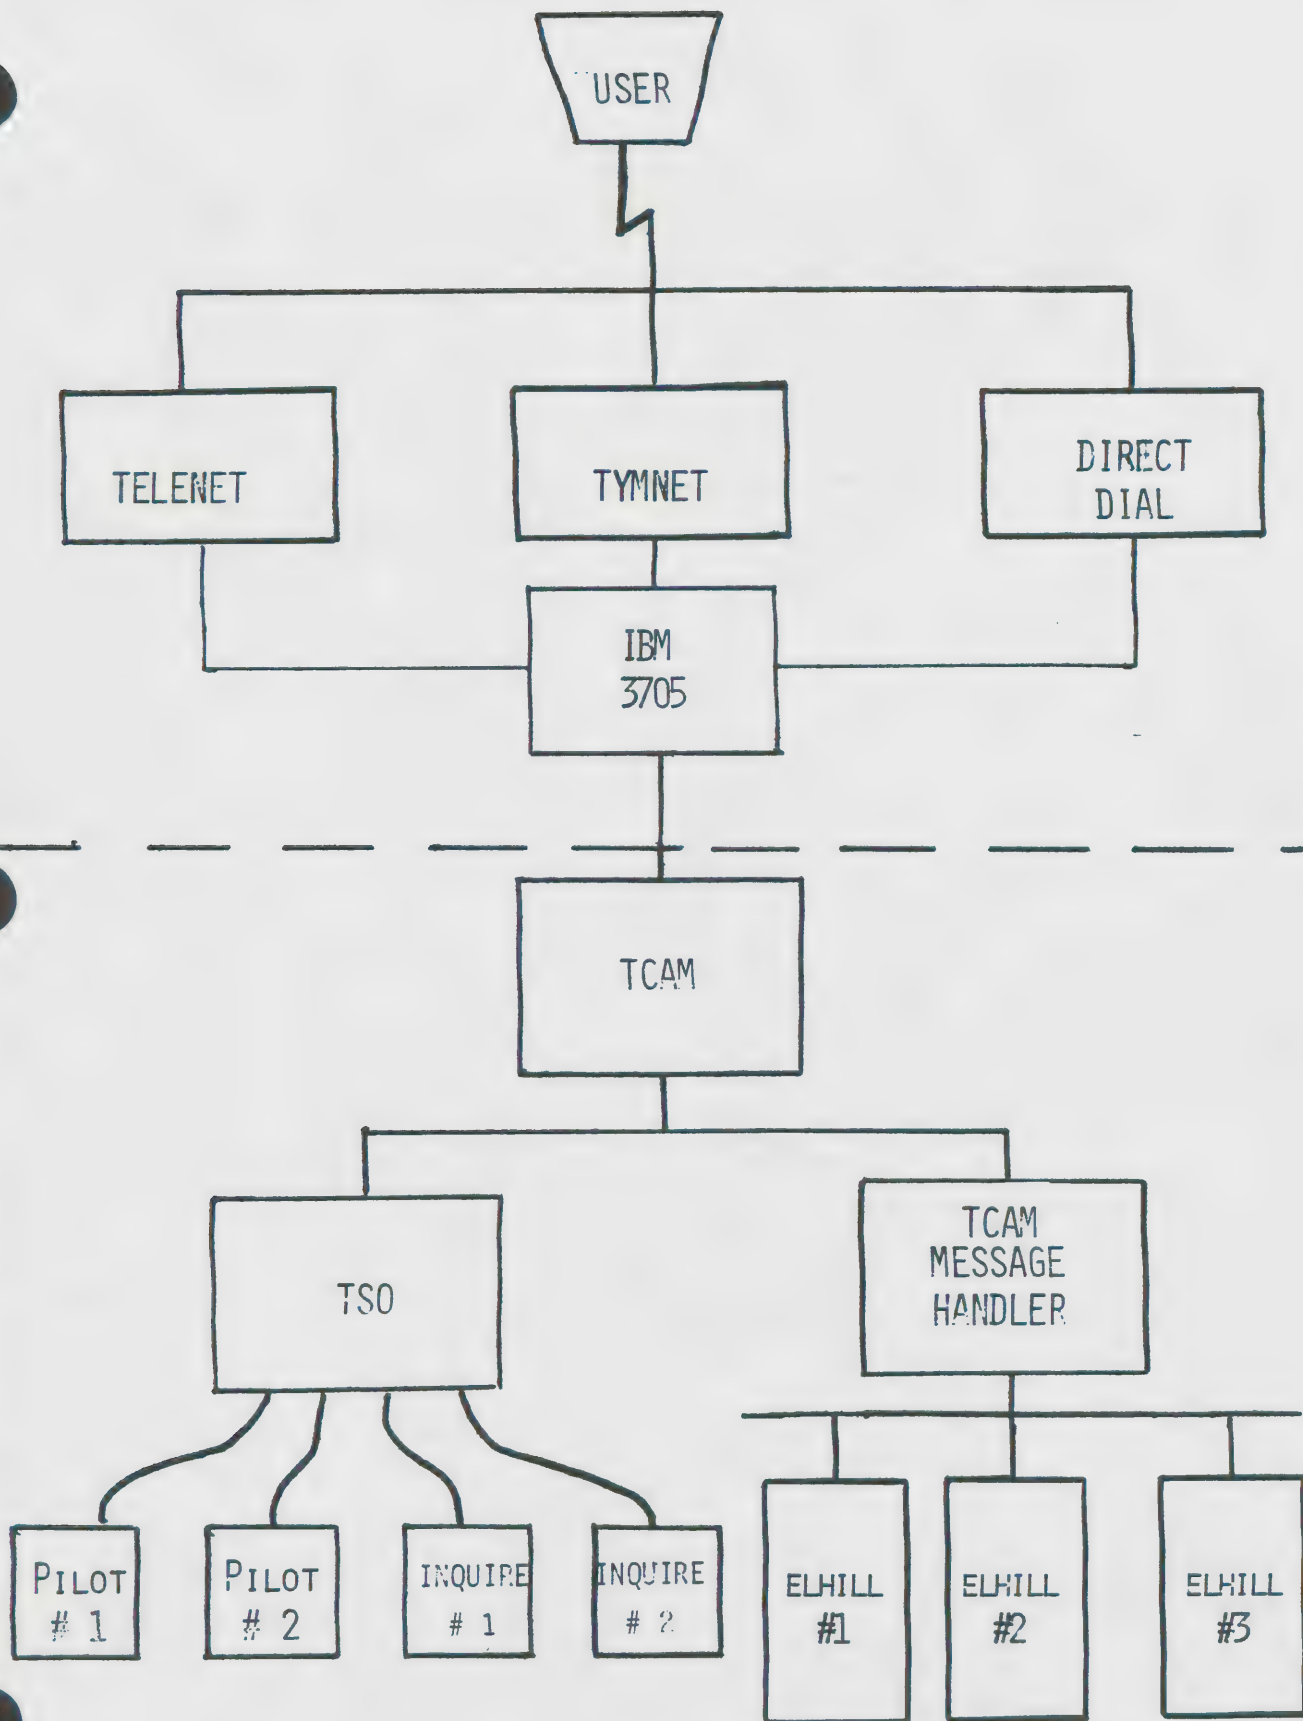 USER
TELENET
TYMNET
DIRECT
DIAL
IBM
3705
TCAM
TSO
TCAM
MESSAGE
HANDLER
PILOT
# 1
PILOT
# 2
INQUIRE
# 1
INQUIRE
# 2
ELHILL
#1
ELHILL
#2
ELHILL
#3